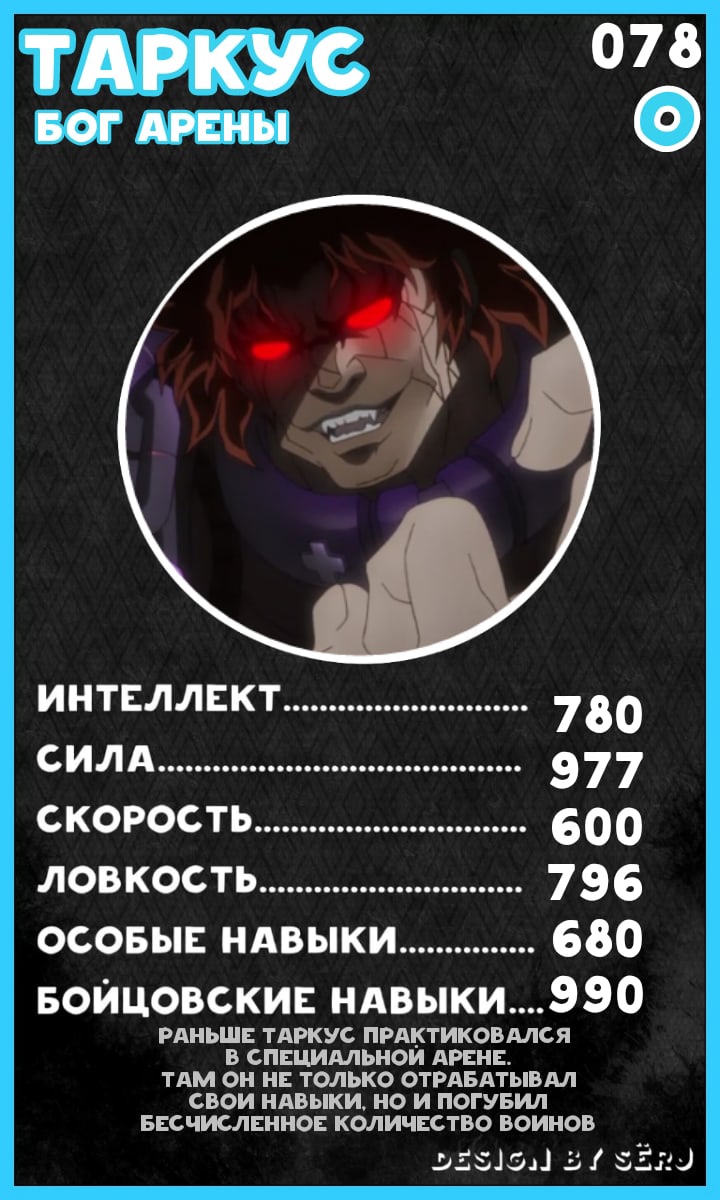 ТАРКУС
078
БОГ АРЕНЫ
О
ИНТЕЛЛЕКТ........................... 780
СИЛА........................................ 977
СКОРОСТЬ.............................. 600
ЛОВКОСТЬ............................. 796
ОСОБЫЕ НАВЫКИ............... 680
БОЙЦОВСКИЕ НАВЫКИ.... 990
РАНЬШЕ ТАРКУС ПРАКТИКОВАЛСЯ
В СПЕЦИАЛЬНОЙ АРЕНЕ.
ТАМ ОН НЕ ТОЛЬКО ОТРАБАТЫВАЛ
СВОИ НАВЫКИ, НО И ПОГУБИЛ
БЕСЧИСЛЕННОЕ КОЛИЧЕСТВО ВОИНОВ
DESIGN BY SЁRJ